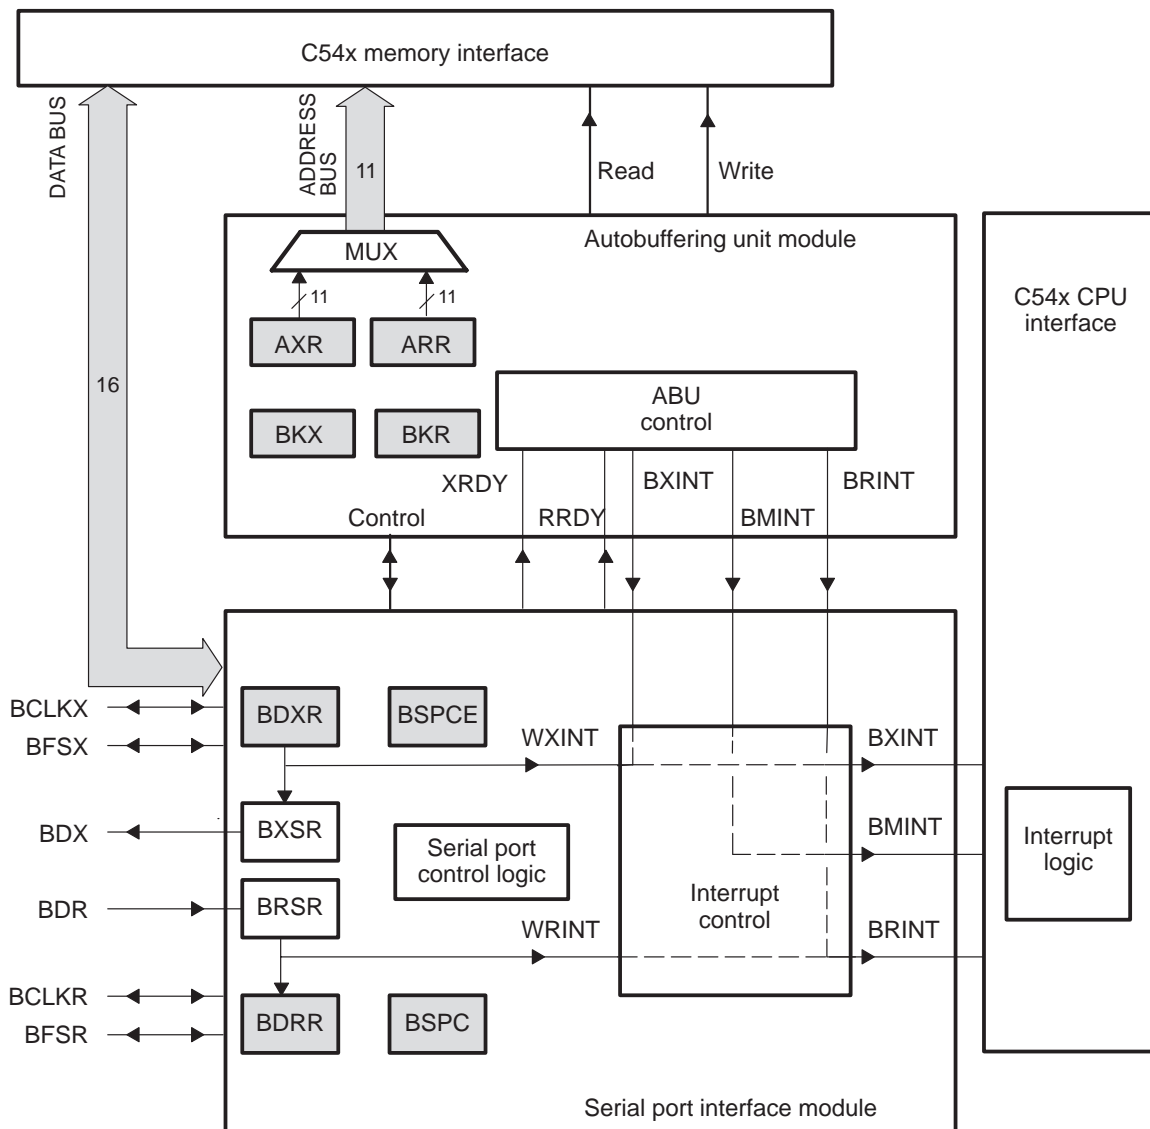 C54x memory interface
DATA BUS
ADDRESS
BUS
11
Read
Write
Autobuffering unit module
MUX
11
11
AXR
ARR
C54x CPU
interface
16
ABU
control
BKX
BKR
XRDY
BXINT
BRINT
Control
RRDY
BMINT
BCLKX
BDXR
BSPCE
BFSX
WXINT
BXINT
BDX
BXSR
Serial port
control logic
BMINT
Interrupt
logic
BDR
BRSR
Interrupt
control
WRINT
BRINT
BCLKR
BDRR
BSPC
BFSR
Serial port interface module